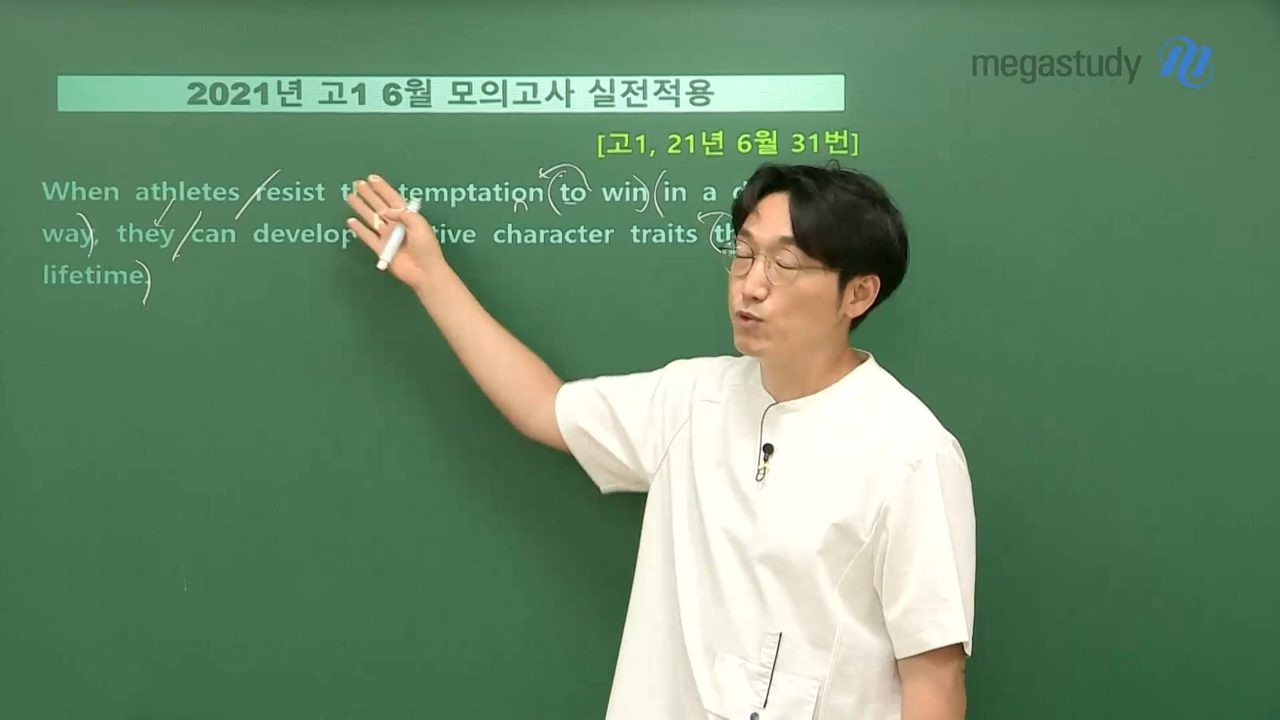 megastudy
2021년 고1 6월 모의고사 실전적용
[고1, 21년 6월 31번]
When athletes resist temptation to win in a
way, they can develop character traits
lifetime.